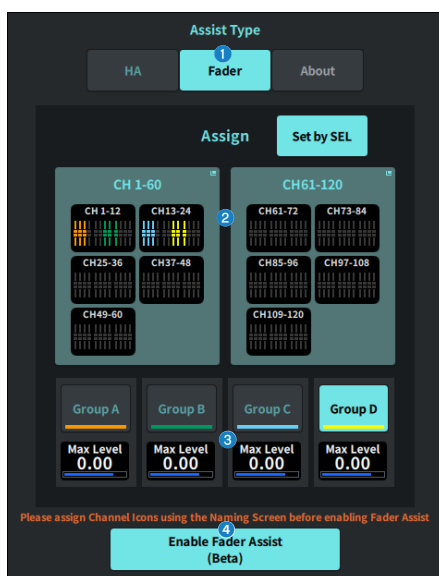 Assist Type
1
HA
Fader
About
Assign
Set by SEL
CH 1-60
CH61-120
2
CH 1-12
CH13-24
CH61-72
CH73-84
CH25-36
CH37-48
CH85-96
CH97-108
CH49-60
CH109-120
Group A
Group B
Group C
Group D
3
Max Level
Max Level
Max Level
Max Level
0.00
0.00
0.00
0.00
Please assign Channel Icons using the Naming Screen before enabling Fader Assist
4
Enable Fader Assist
(Beta)